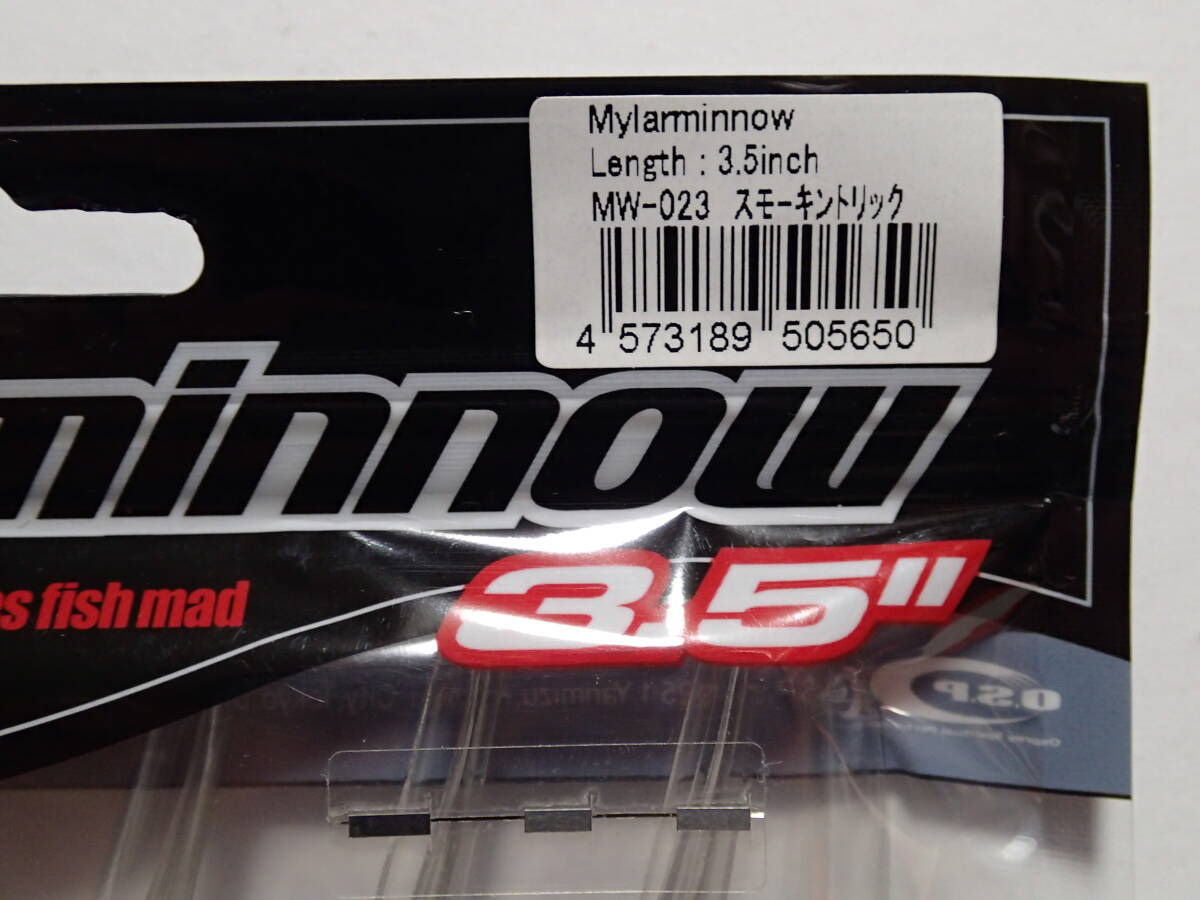 Mylarminnow
Length : 3.5inch
MW-023 スモーキントリック
4 573189 505650
minnow
es fish mad
3.5"
O.S.P